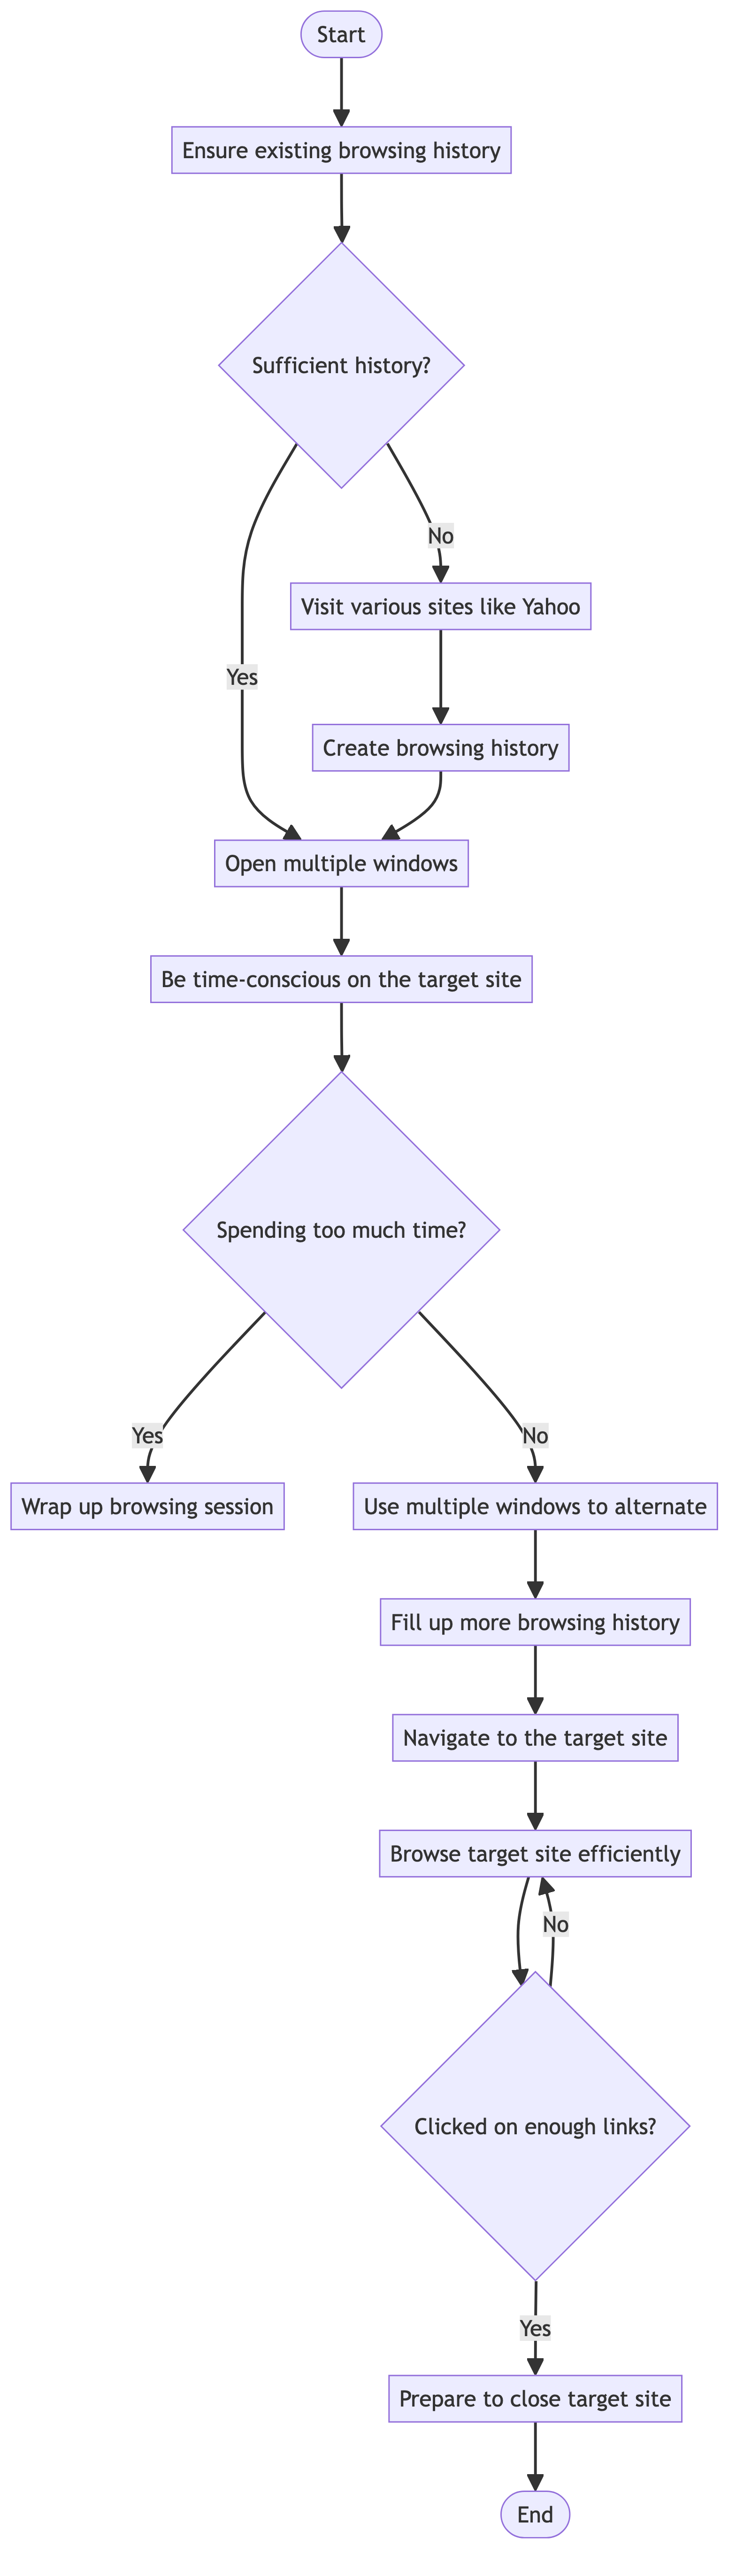 Start
Ensure existing browsing history
Sufficient history?
No
Visit various sites like Yahoo
Yes
Create browsing history
Open multiple windows
Be time-conscious on the target site
Spending too much time?
Yes
No
Wrap up browsing session
Use multiple windows to alternate
Fill up more browsing history
Navigate to the target site
Browse target site efficiently
No
Clicked on enough links?
Yes
Prepare to close target site
End